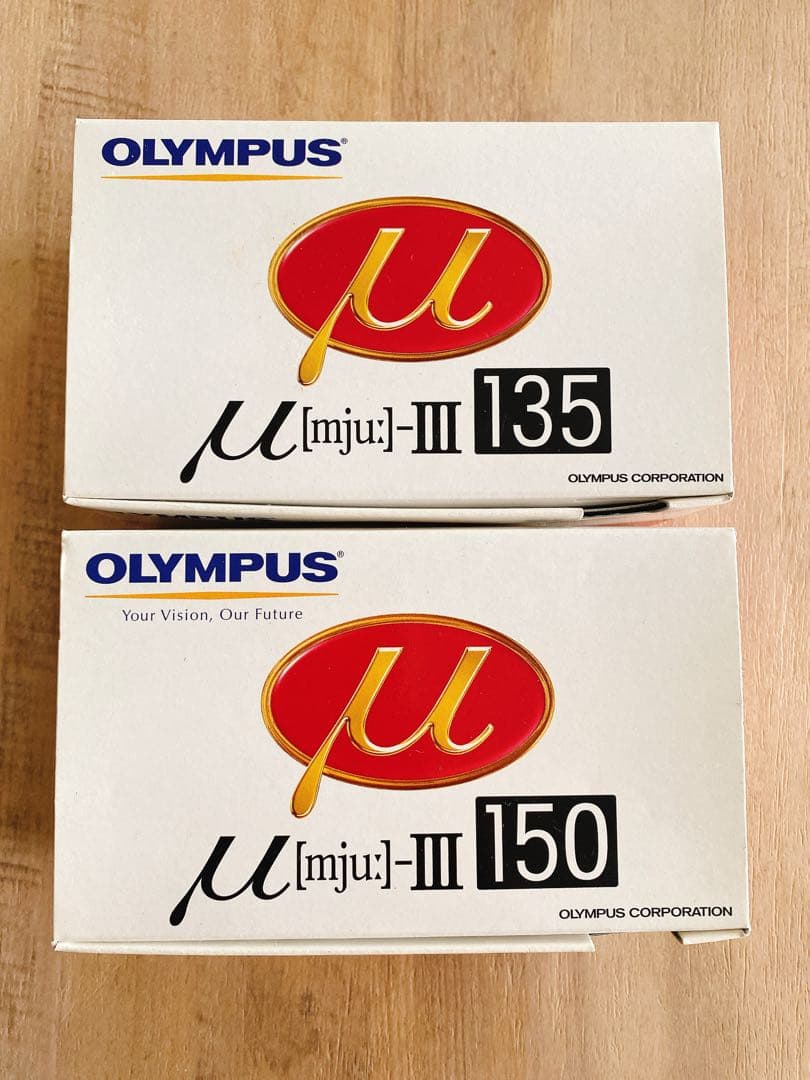 OLYMPUS®
μ
μ[mju:]-III 135
OLYMPUS CORPORATION
OLYMPUS®
Your Vision, Our Future
μ
μ[mju:]-III 150
OLYMPUS CORPORATION